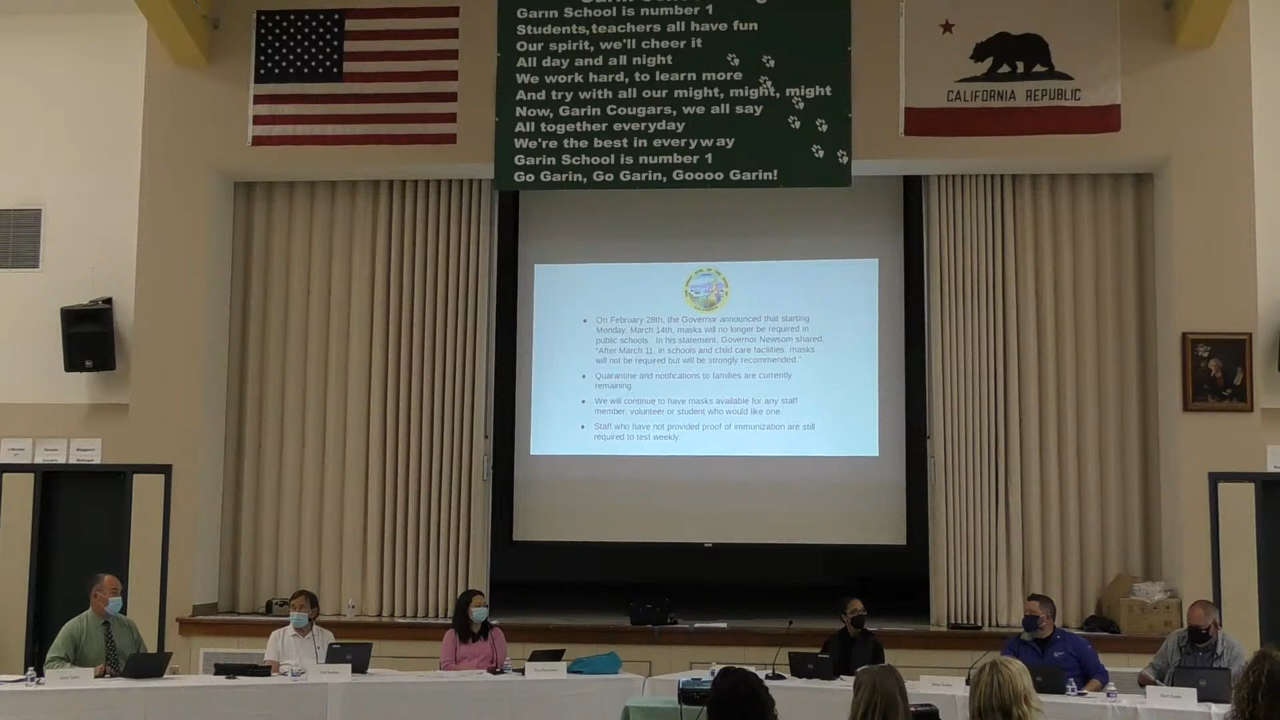 Garin School is number 1
Students,teachers all have fun
Our spirit, we'll cheer it
All day and all night
We work hard, to learn more
And try with all our might, might, might
Now, Garin Cougars, we all say
All together everyday
We're the best in everyway
Garin School is number 1
Go Garin, Go Garin, Goooo Garin!
CALIFORNIA REPUBLIC
On February 28th, the Governor announced that starting
Monday, March 14th, masks will no longer be required in
public schools. In his statement, Governor Newsom shared,
"After March 11, in schools and child care facilities, masks
will not be required but will be strongly recommended."
Quarantine and notifications to families are currently
remaining.
We will continue to have masks available for any staff
member, volunteer or student who would like one.
Staff who have not provided proof of immunization are still
required to test weekly.